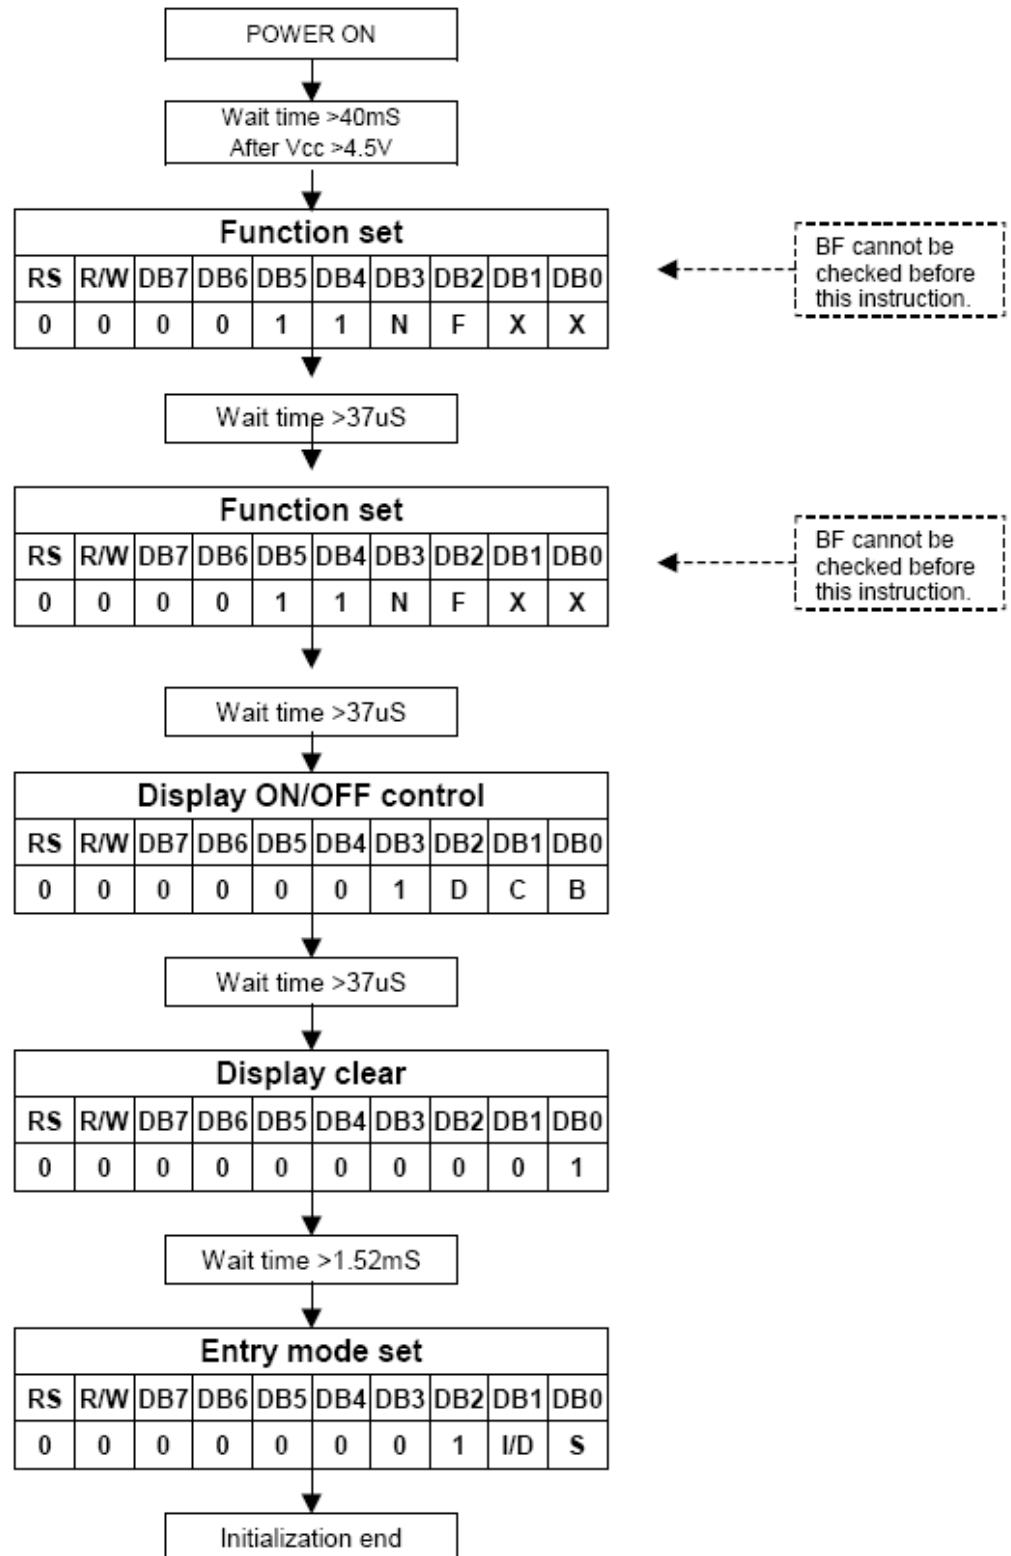 POWER ON
Wait time >40mS
After Vcc >4.5V
Function set
RS R/W DB7 DB6 DB5 DB4 DB3 DB2 DB1 DB0
0 0 0 0 1 1 N F X X
BF cannot be
checked before
this instruction.
Wait time >37uS
Function set
RS R/W DB7 DB6 DB5 DB4 DB3 DB2 DB1 DB0
0 0 0 0 1 1 N F X X
BF cannot be
checked before
this instruction.
Wait time >37uS
Display ON/OFF control
RS R/W DB7 DB6 DB5 DB4 DB3 DB2 DB1 DB0
0 0 0 0 0 0 1 D C B
Wait time >37uS
Display clear
RS R/W DB7 DB6 DB5 DB4 DB3 DB2 DB1 DB0
0 0 0 0 0 0 0 0 0 1
Wait time >1.52mS
Entry mode set
RS R/W DB7 DB6 DB5 DB4 DB3 DB2 DB1 DB0
0 0 0 0 0 0 0 1 I/D S
Initialization end